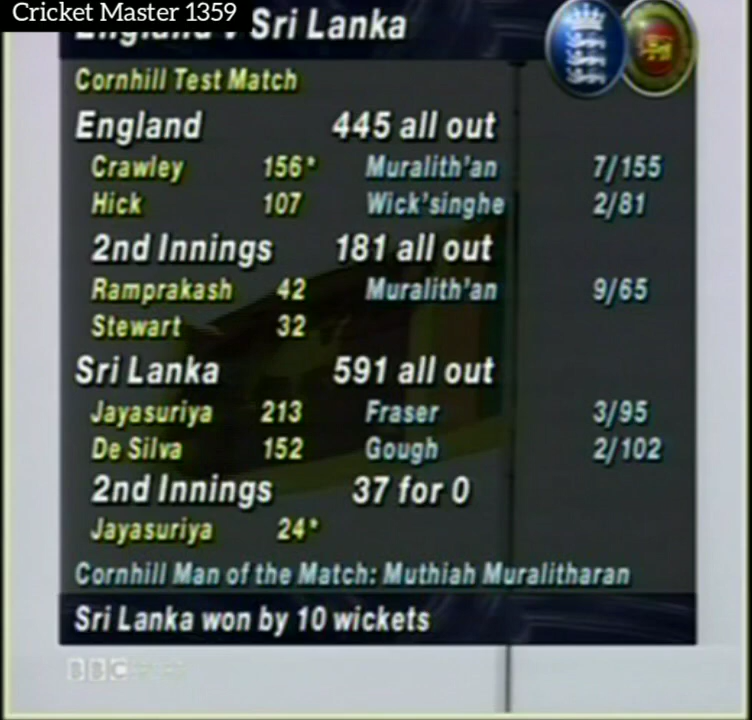 Cricket Master 1359
England v Sri Lanka
Cornhill Test Match
England 445 all out
Crawley 156* Muralith'an 7/155
Hick 107 Wick'singhe 2/81
2nd Innings 181 all out
Ramprakash 42 Muralith'an 9/65
Stewart 32
Sri Lanka 591 all out
Jayasuriya 213 Fraser 3/95
De Silva 152 Gough 2/102
2nd Innings 37 for 0
Jayasuriya 24*
Cornhill Man of the Match: Muthiah Muralitharan
Sri Lanka won by 10 wickets
BBC